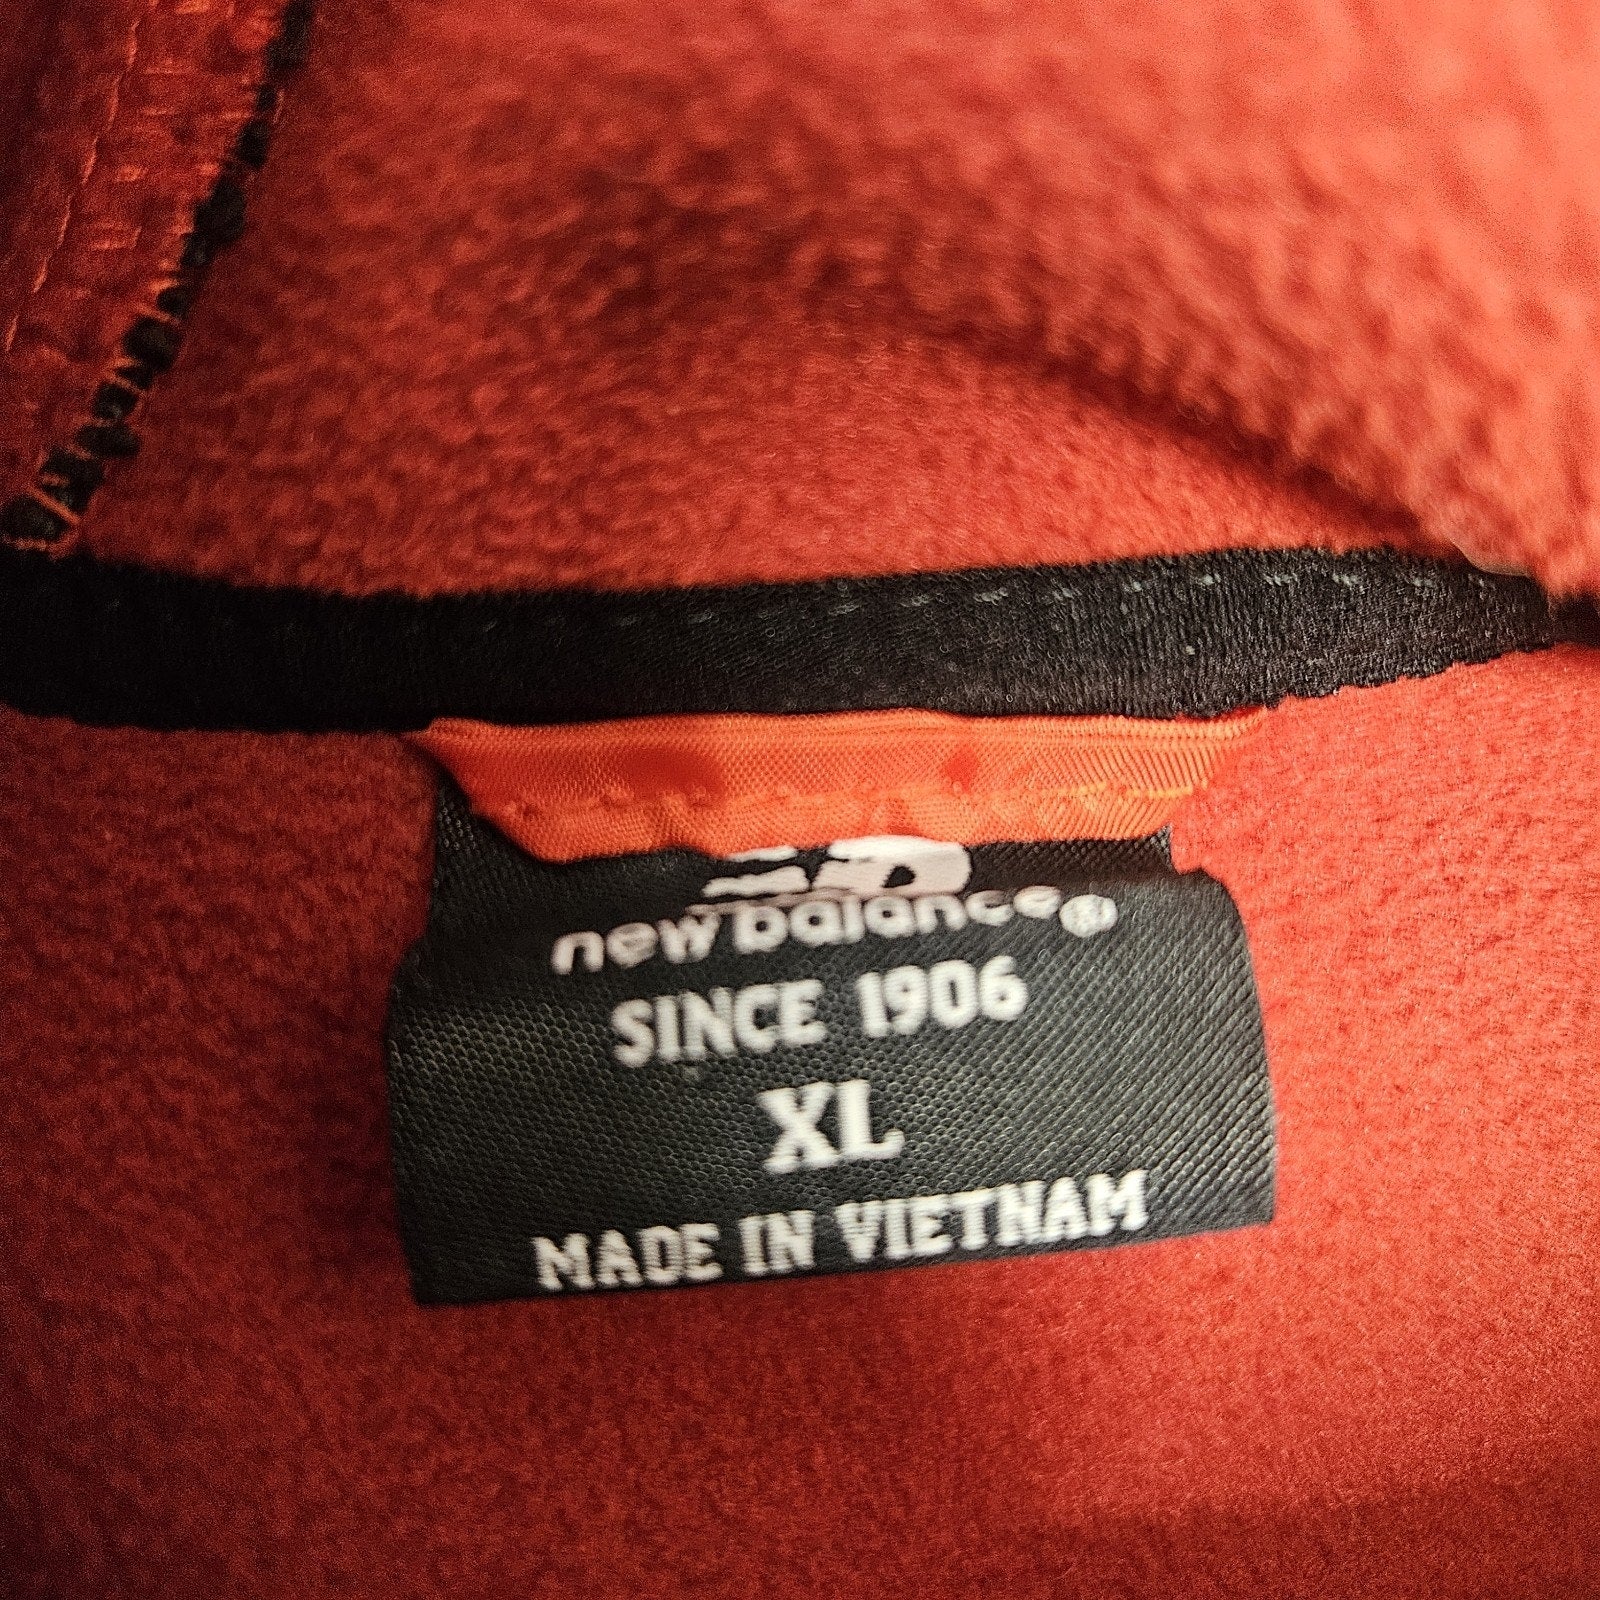 new balance®
SINCE 1906
XL
MADE IN VIETNAM